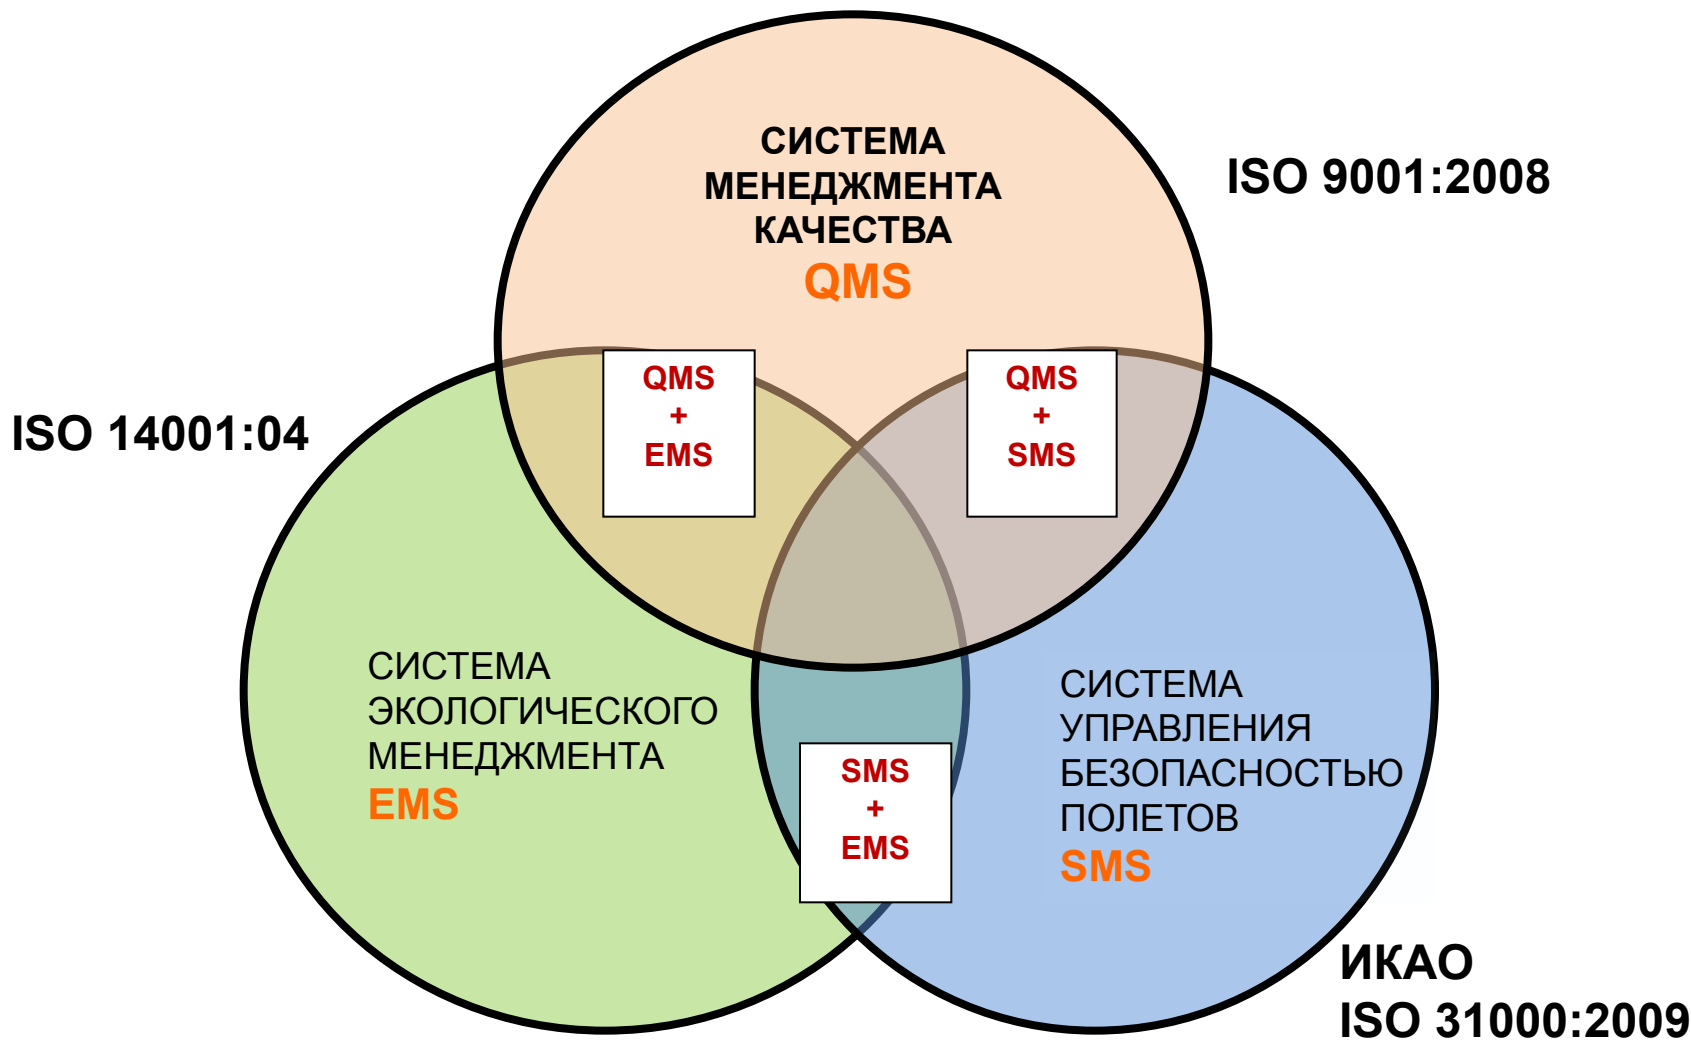 СИСТЕМА
МЕНЕДЖМЕНТА
КАЧЕСТВА
QMS
ISO 9001:2008
ISO 14001:04
QMS
+
EMS
QMS
+
SMS
СИСТЕМА
ЭКОЛОГИЧЕСКОГО
МЕНЕДЖМЕНТА
EMS
СИСТЕМА
УПРАВЛЕНИЯ
БЕЗОПАСНОСТЬЮ
ПОЛЕТОВ
SMS
SMS
+
EMS
ИКАО
ISO 31000:2009